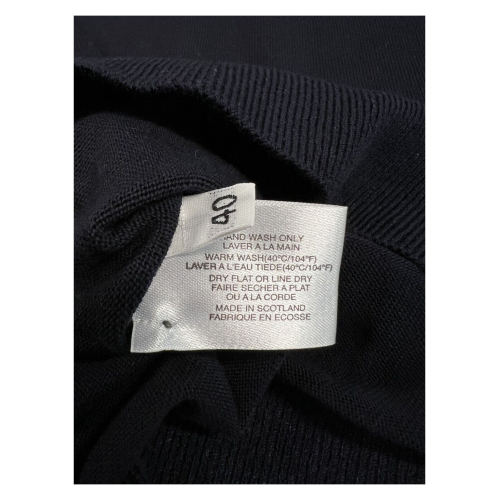 40
HAND WASH ONLY
LAVER A LA MAIN
WARM WASH(40°C/104°F)
LAVER A L'EAU TIEDE(40°C/104°F)
DRY FLAT OR LINE DRY
FAIRE SECHER A PLAT
OU A LA CORDE
MADE IN SCOTLAND
FABRIQUE EN ECOSSE